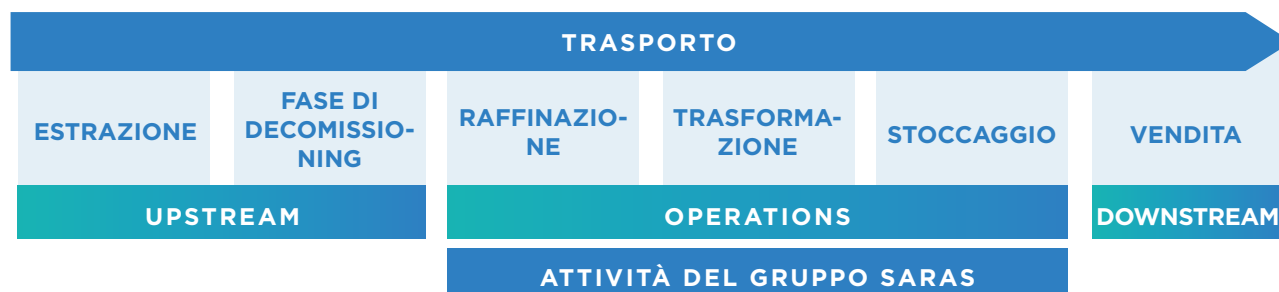 TRASPORTO
ESTRAZIONE
FASE DI
DECOMISSIO-
NING
RAFFINAZIO-
NE
TRASFORMA-
ZIONE
STOCCAGGIO
VENDITA
UPSTREAM
OPERATIONS
DOWNSTREAM
ATTIVITÀ DEL GRUPPO SARAS